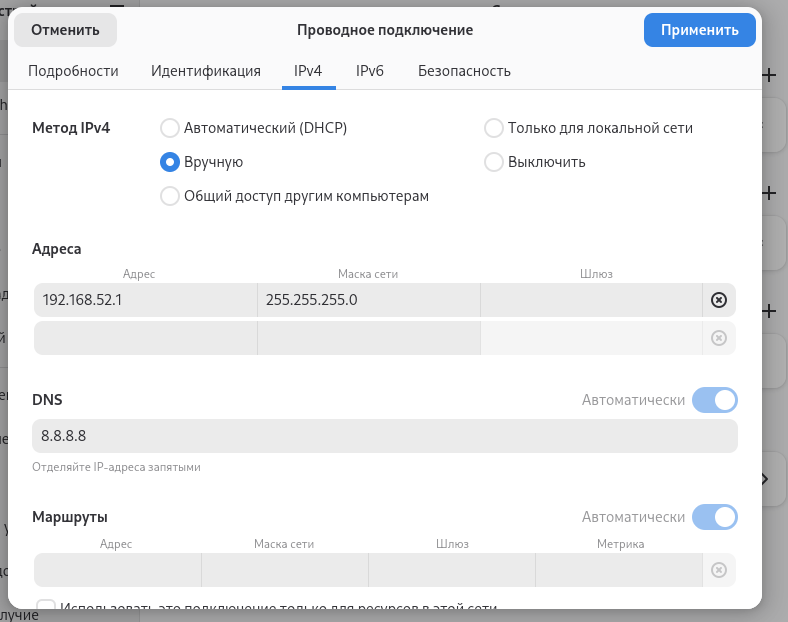 Отменить
Проводное подключение
Применить
Подробности
Идентификация
IPv4
IPv6
Безопасность
Метод IPv4
Автоматический (DHCP)
Только для локальной сети
Вручную
Выключить
Общий доступ другим компьютерам
Адреса
Адрес
Маска сети
Шлюз
192.168.52.1
255.255.255.0
DNS
Автоматически
8.8.8.8
Отделяйте IP-адреса запятыми
Маршруты
Автоматически
Адрес
Маска сети
Шлюз
Метрика
Использовать это подключение только для ресурсов в этой сети